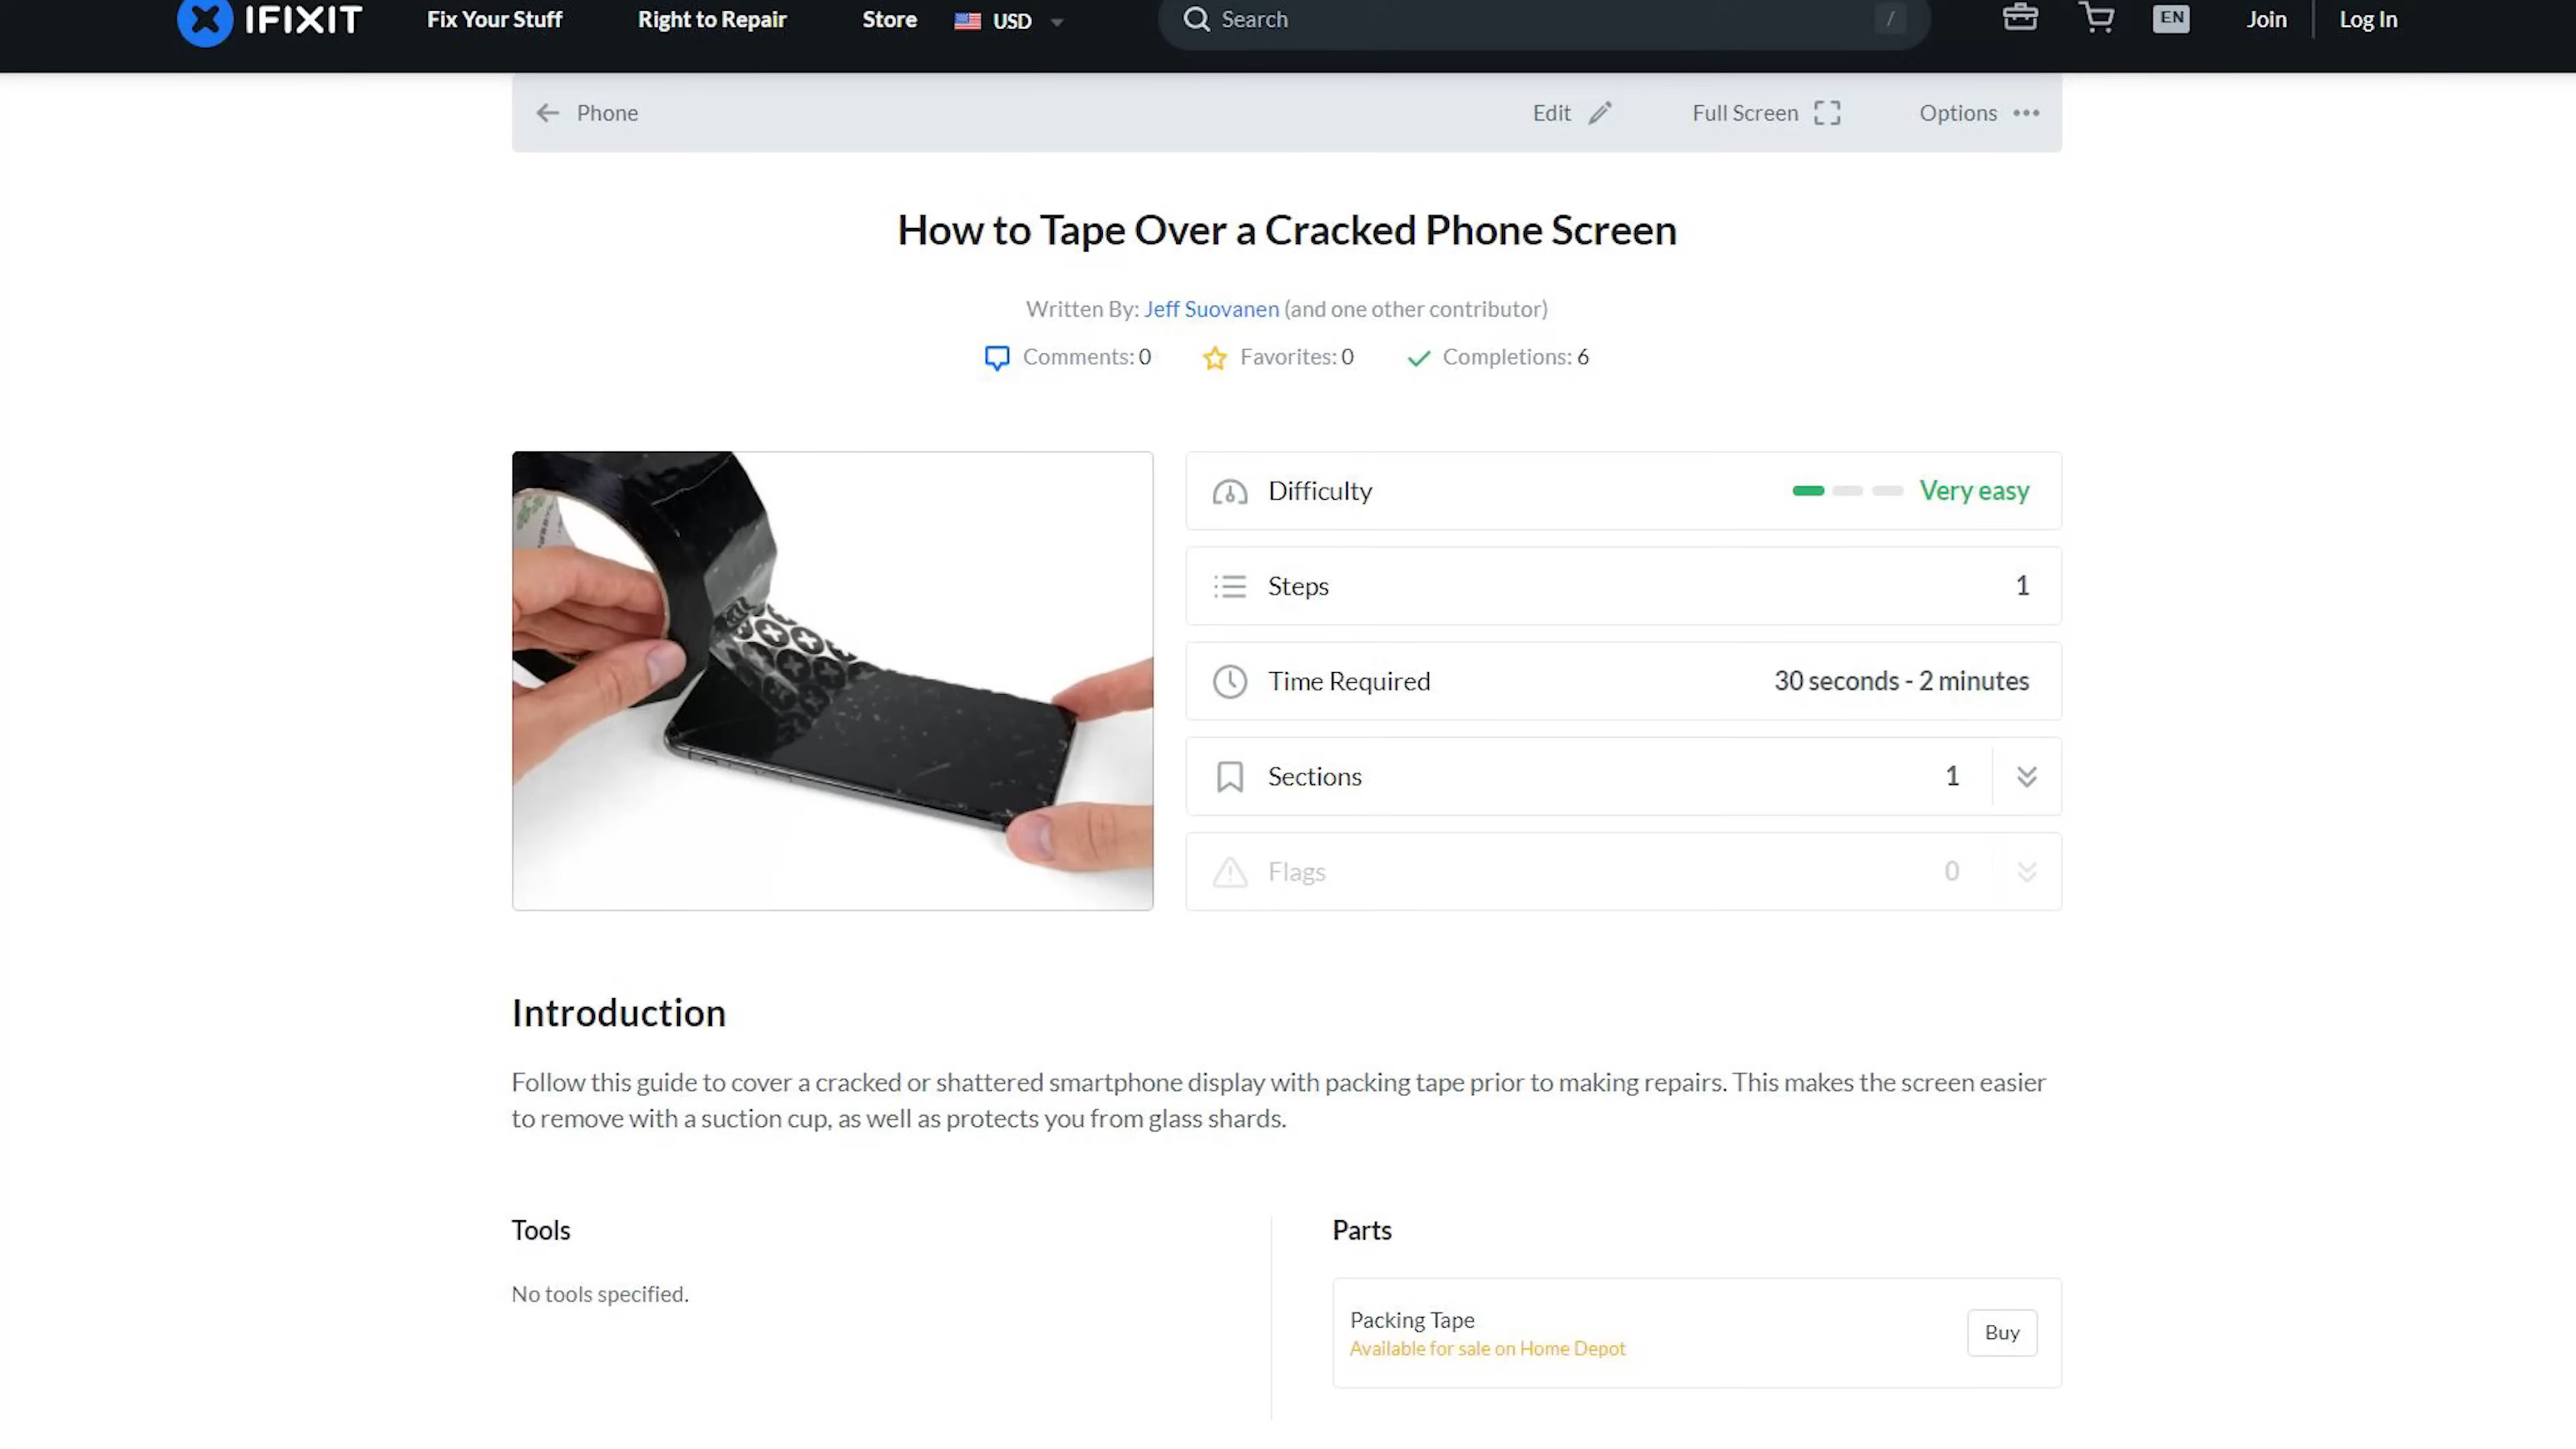 IFIXIT Fix Your Stuff Right to Repair Store USD Search / EN Join Log In
Phone Edit Full Screen Options
How to Tape Over a Cracked Phone Screen
Written By: Jeff Suovanen (and one other contributor)
Comments: 0 Favorites: 0 Completions: 6
Difficulty Very easy
Steps 1
Time Required 30 seconds - 2 minutes
Sections 1
Flags 0
Introduction
Follow this guide to cover a cracked or shattered smartphone display with packing tape prior to making repairs. This makes the screen easier
to remove with a suction cup, as well as protects you from glass shards.
Tools Parts
No tools specified.
Packing Tape
Available for sale on Home Depot
Buy